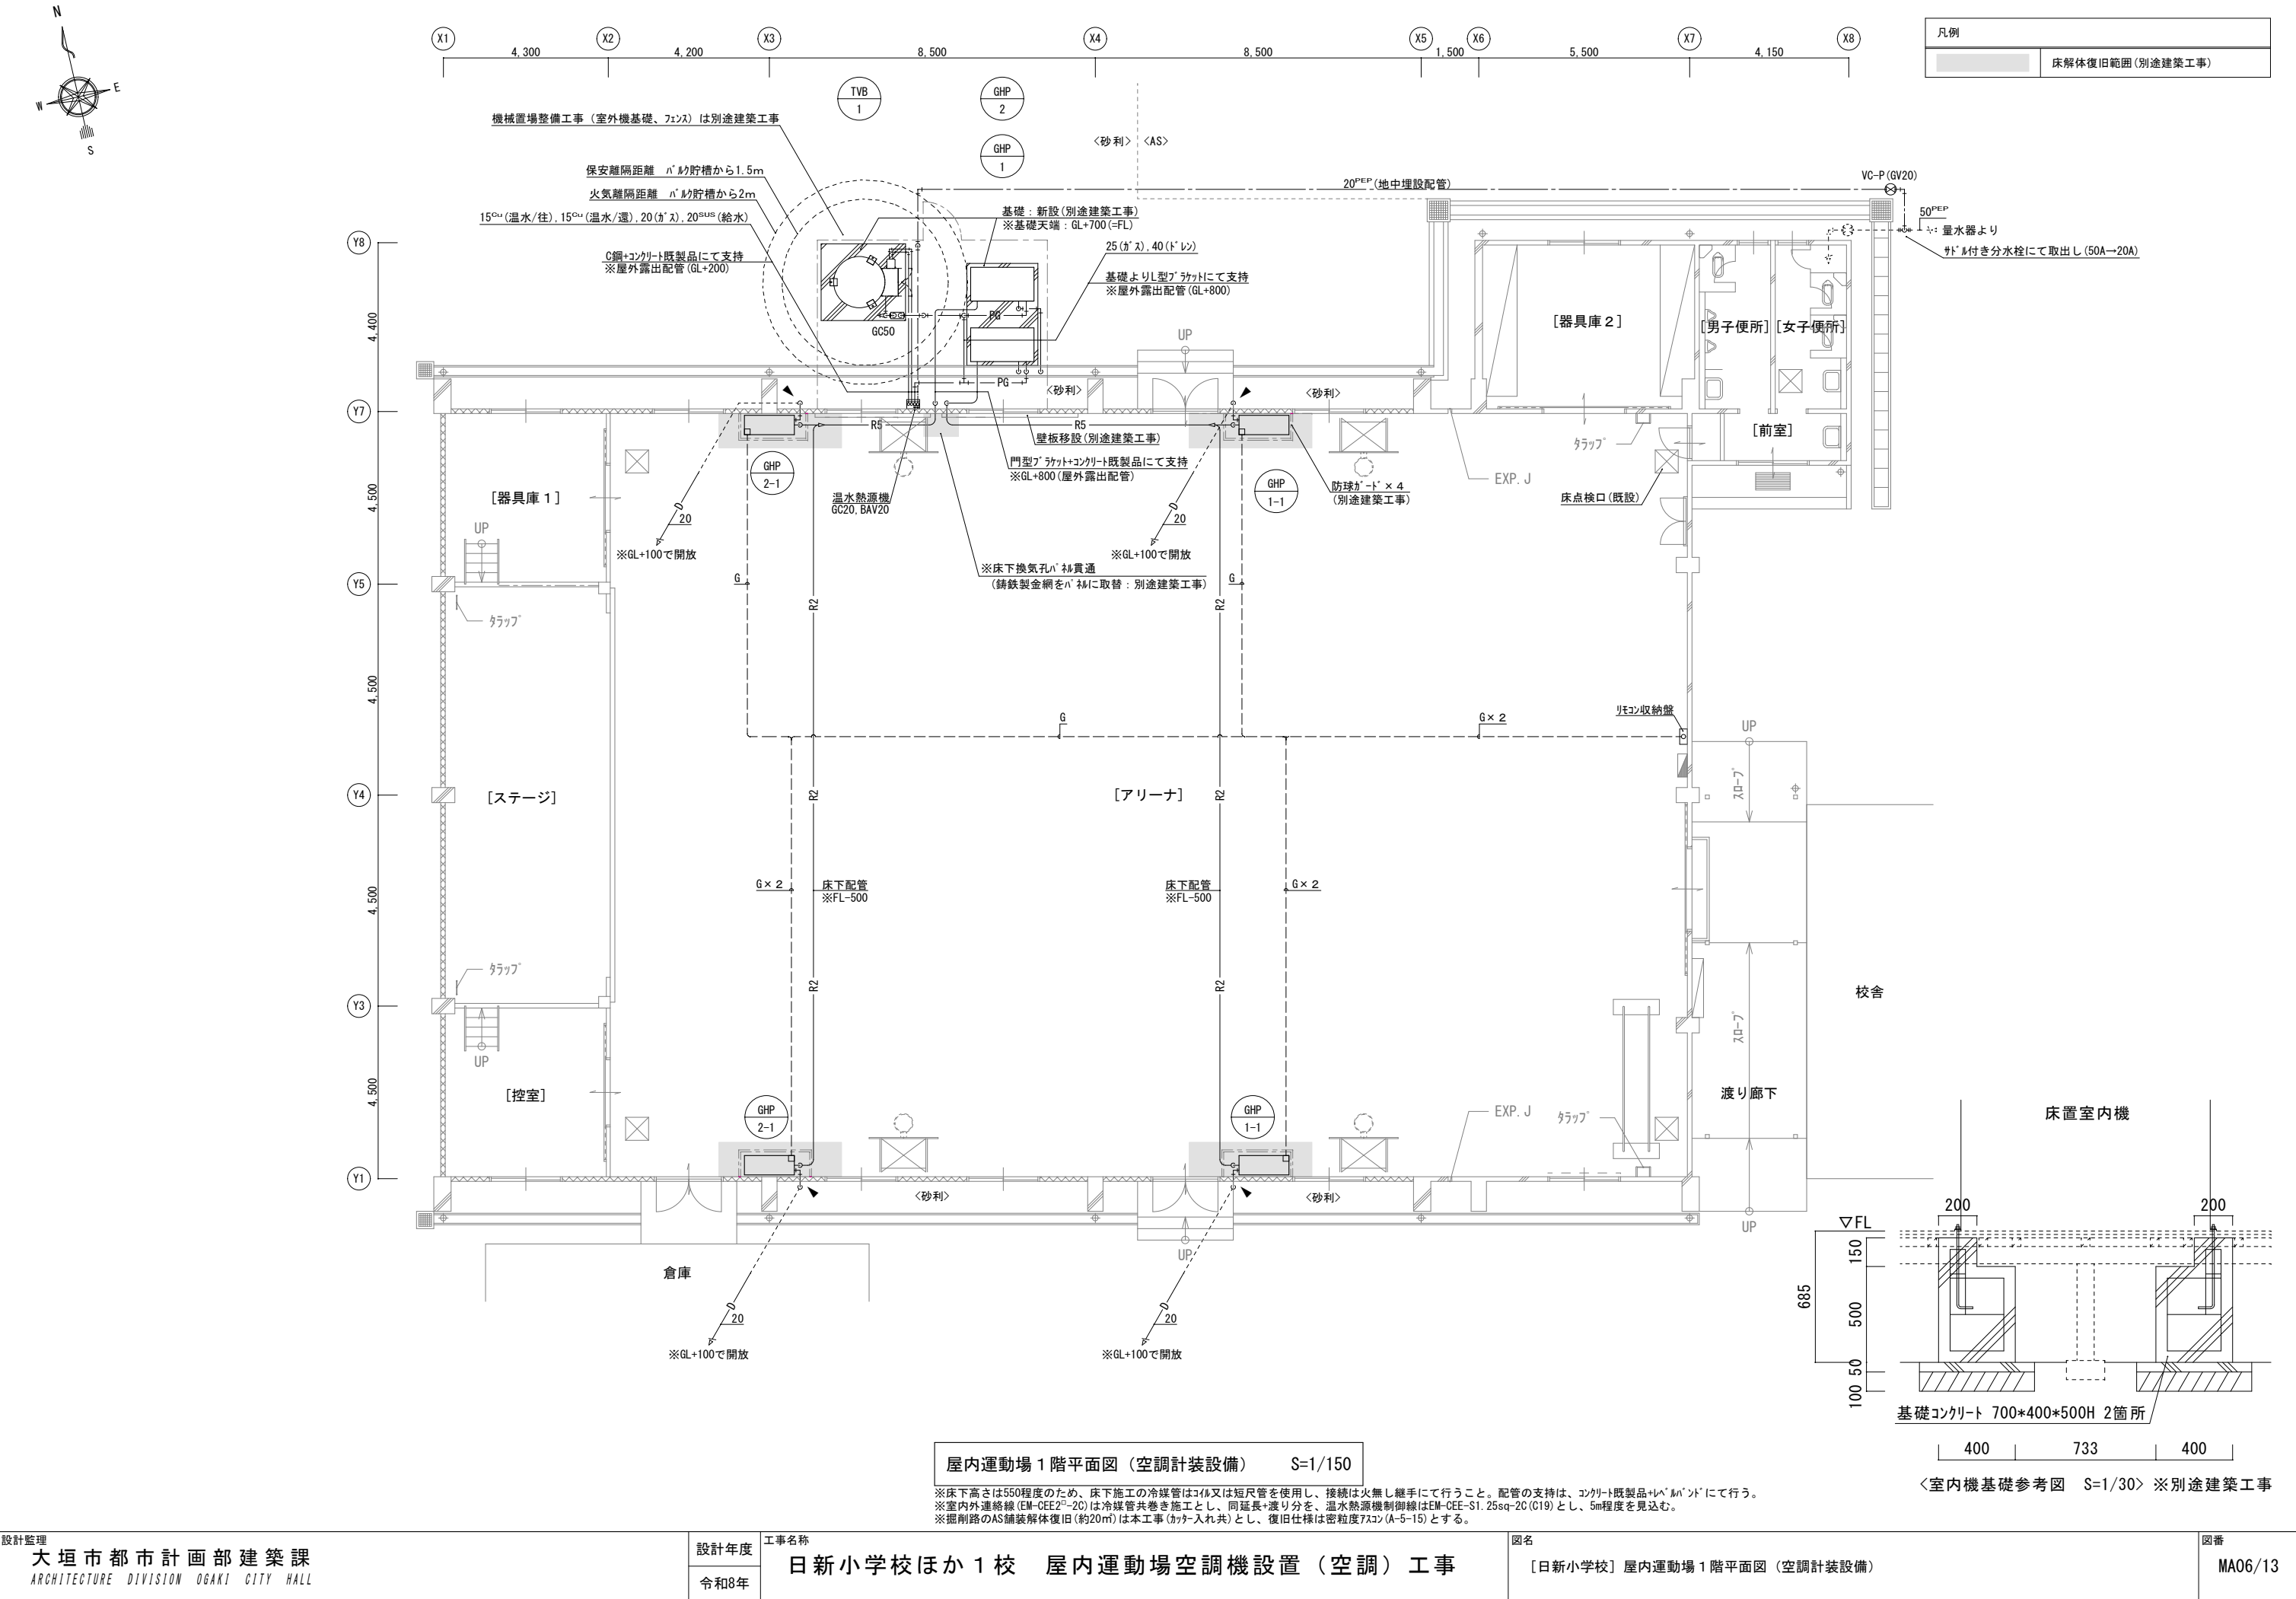 N
W
E
S
X1
X2
X3
X4
X5
X6
X7
X8
4,300
4,200
8,500
8,500
1,500
5,500
4,150
凡例
床解体復旧範囲(別途建築工事)
TVB
1
GHP
2
GHP
1
機械置場整備工事（室外機基礎、ﾌｪﾝｽ）は別途建築工事
〈砂利〉
〈AS〉
保安離隔距離　ﾊﾞﾙｸ貯槽から1.5m
火気離隔距離　ﾊﾞﾙｸ貯槽から2m
15Cu(温水/往),15Cu(温水/還),20(ｶﾞｽ),20SUS(給水)
C鋼+ｺﾝｸﾘｰﾄ既製品にて支持
※屋外露出配管(GL+200)
20PEP(地中埋設配管)
VC-P(GV20)
50PEP
量水器より
ｻﾄﾞﾙ付き分水栓にて取出し(50A→20A)
基礎：新設(別途建築工事)
※基礎天端：GL+700(=FL)
25(ｶﾞｽ),40(ﾄﾞﾚﾝ)
基礎よりL型ﾌﾞﾗｹｯﾄにて支持
※屋外露出配管(GL+800)
GC50
PG
PG
UP
〈砂利〉
〈砂利〉
[器具庫２]
[男子便所]
[女子便所]
[前室]
Y8
Y7
Y5
Y4
Y3
Y1
4,400
4,500
4,500
4,500
4,500
R5
R5
壁板移設(別途建築工事)
門型ﾌﾞﾗｹｯﾄ+ｺﾝｸﾘｰﾄ既製品にて支持
※GL+800(屋外露出配管)
GHP
2-1
温水熱源機
GC20,BAV20
GHP
1-1
防球ｶﾞｰﾄﾞ×４
(別途建築工事)
EXP.J
ﾀﾗｯﾌﾟ
床点検口(既設)
[器具庫１]
UP
D
20
※GL+100で開放
D
20
※GL+100で開放
※床下換気孔ﾊﾟﾈﾙ貫通
(鋳鉄製金網をﾊﾟﾈﾙに取替：別途建築工事)
G
G
R2
R2
ﾀﾗｯﾌﾟ
G
G×２
ﾘﾓｺﾝ収納盤
UP
ｽﾛｰﾌﾟ
[ステージ]
R2
[アリーナ]
R2
G×２
床下配管
※FL-500
床下配管
※FL-500
G×２
ﾀﾗｯﾌﾟ
R2
R2
校舎
ｽﾛｰﾌﾟ
UP
[控室]
渡り廊下
GHP
2-1
GHP
1-1
EXP.J
ﾀﾗｯﾌﾟ
〈砂利〉
〈砂利〉
UP
UP
倉庫
D
20
※GL+100で開放
D
20
※GL+100で開放
床置室内機
▽FL
200
200
150
500
50
100
685
基礎ｺﾝｸﾘｰﾄ 700*400*500H 2箇所
400
733
400
〈室内機基礎参考図　S=1/30〉※別途建築工事
屋内運動場１階平面図（空調計装設備）　S=1/150
※床下高さは550程度のため、床下施工の冷媒管はｺｲﾙ又は短尺管を使用し、接続は火無し継手にて行うこと。配管の支持は、ｺﾝｸﾘｰﾄ既製品+ﾚﾍﾞﾙﾊﾞﾝﾄﾞにて行う。
※室内外連絡線(EM-CEE2□-2C)は冷媒管共巻き施工とし、同延長+渡り分を、温水熱源機制御線はEM-CEE-S1.25sq-2C(C19)とし、5m程度を見込む。
※掘削路のAS舗装解体復旧(約20㎡)は本工事(ｶｯﾀｰ入れ共)とし、復旧仕様は密粒度ｱｽｺﾝ(A-5-15)とする。
設計監理
大垣市都市計画部建築課
ARCHITECTURE DIVISION OGAKI CITY HALL
設計年度
令和8年
工事名称
日新小学校ほか１校　屋内運動場空調機設置（空調）工事
図名
[日新小学校] 屋内運動場１階平面図（空調計装設備）
図番
MA06/13